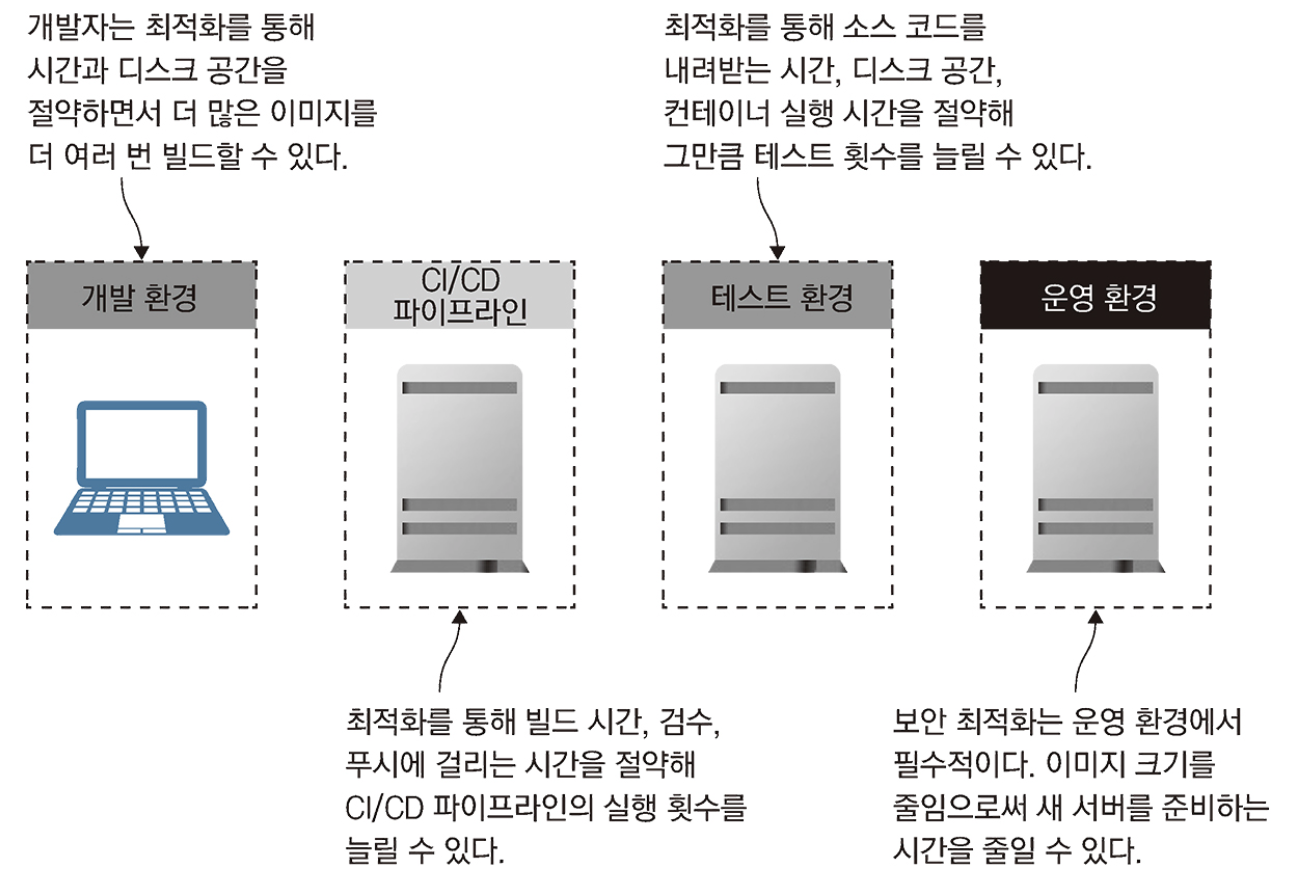 개발자는 최적화를 통해
시간과 디스크 공간을
절약하면서 더 많은 이미지를
더 여러 번 빌드할 수 있다.
최적화를 통해 소스 코드를
내려받는 시간, 디스크 공간,
컨테이너 실행 시간을 절약해
그만큼 테스트 횟수를 늘릴 수 있다.
개발 환경
CI/CD
파이프라인
테스트 환경
운영 환경
최적화를 통해 빌드 시간, 검수,
푸시에 걸리는 시간을 절약해
CI/CD 파이프라인의 실행 횟수를
늘릴 수 있다.
보안 최적화는 운영 환경에서
필수적이다. 이미지 크기를
줄임으로써 새 서버를 준비하는
시간을 줄일 수 있다.